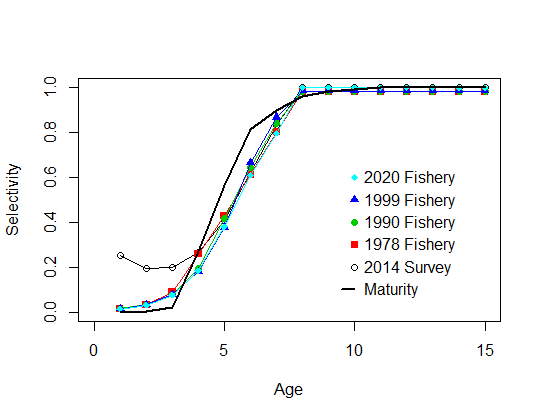 1.0
0.8
0.6
0.4
0.2
0.0
Selectivity
2020 Fishery
1999 Fishery
1990 Fishery
1978 Fishery
2014 Survey
Maturity
0 5 10 15
Age